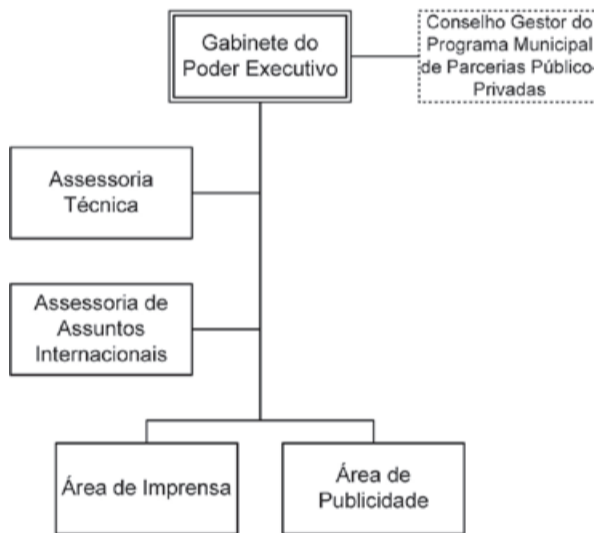 Gabinete do
Poder Executivo
Conselho Gestor do
Programa Municipal
de Parcerias Público-
Privadas
Assessoria
Técnica
Assessoria de
Assuntos
Internacionais
Área de Imprensa
Área de
Publicidade